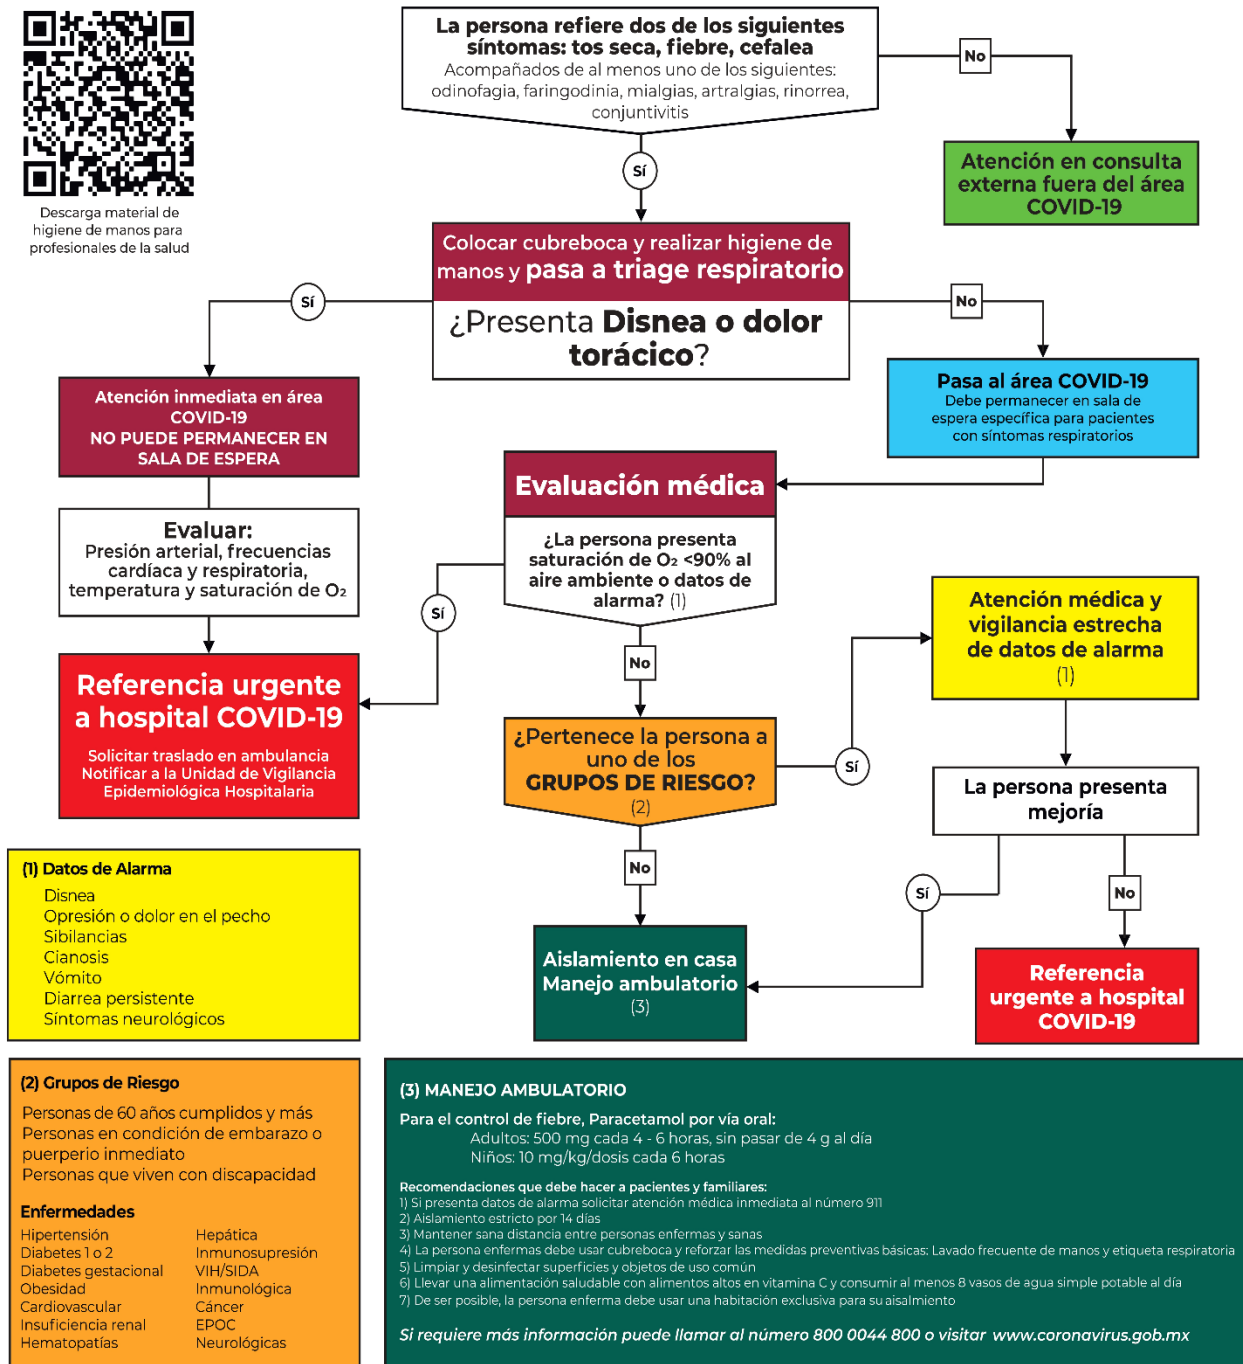 La persona refiere dos de los siguientes
síntomas: tos seca, fiebre, cefalea
Acompañados de al menos uno de los siguientes:
odinofagia, faringodinia, mialgias, artralgias, rinorrea,
conjuntivitis
No
Sí
Atención en consulta
externa fuera del área
COVID-19
Descarga material de
higiene de manos para
profesionales de la salud
Colocar cubreboca y realizar higiene de
manos y pasa a triage respiratorio
¿Presenta Disnea o dolor
torácico?
Sí
No
Atención inmediata en área
COVID-19
NO PUEDE PERMANECER EN
SALA DE ESPERA
Pasa al área COVID-19
Debe permanecer en sala de
espera específica para pacientes
con síntomas respiratorios
Evaluar:
Presión arterial, frecuencias
cardíaca y respiratoria,
temperatura y saturación de O₂
Evaluación médica
¿La persona presenta
saturación de O₂ <90% al
aire ambiente o datos de
alarma? (1)
Sí
No
Referencia urgente
a hospital COVID-19
Solicitar traslado en ambulancia
Notificar a la Unidad de Vigilancia
Epidemiológica Hospitalaria
¿Pertenece la persona a
uno de los
GRUPOS DE RIESGO?
(2)
Sí
No
Atención médica y
vigilancia estrecha
de datos de alarma
(1)
La persona presenta
mejoría
Sí
No
Aislamiento en casa
Manejo ambulatorio
(3)
Referencia
urgente a hospital
COVID-19
(1) Datos de Alarma
Disnea
Opresión o dolor en el pecho
Sibilancias
Cianosis
Vómito
Diarrea persistente
Síntomas neurológicos
(2) Grupos de Riesgo
Personas de 60 años cumplidos y más
Personas en condición de embarazo o
puerperio inmediato
Personas que viven con discapacidad
Enfermedades
Hipertensión
Diabetes 1 o 2
Diabetes gestacional
Obesidad
Cardiovascular
Insuficiencia renal
Hematopatías
Hepática
Inmunosupresión
VIH/SIDA
Inmunológica
Cáncer
EPOC
Neurológicas
(3) MANEJO AMBULATORIO
Para el control de fiebre, Paracetamol por vía oral:
Adultos: 500 mg cada 4 - 6 horas, sin pasar de 4 g al día
Niños: 10 mg/kg/dosis cada 6 horas
Recomendaciones que debe hacer a pacientes y familiares:
1) Si presenta datos de alarma solicitar atención médica inmediata al número 911
2) Aislamiento estricto por 14 días
3) Mantener sana distancia entre personas enfermas y sanas
4) La persona enfermas debe usar cubreboca y reforzar las medidas preventivas básicas: Lavado frecuente de manos y etiqueta respiratoria
5) Limpiar y desinfectar superficies y objetos de uso común
6) Llevar una alimentación saludable con alimentos altos en vitamina C y consumir al menos 8 vasos de agua simple potable al día
7) De ser posible, la persona enferma debe usar una habitación exclusiva para su aisalmiento
Si requiere más información puede llamar al número 800 0044 800 o visitar www.coronavirus.gob.mx